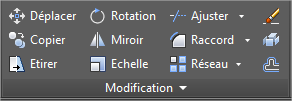 Déplacer Rotation Ajuster
Copier Miroir Raccord
Etirer Echelle Réseau
Modification